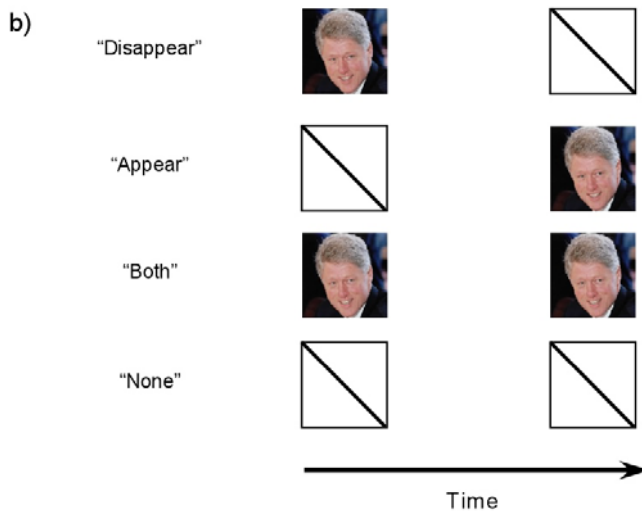 b)
“Disappear”
“Appear”
“Both”
“None”
Time